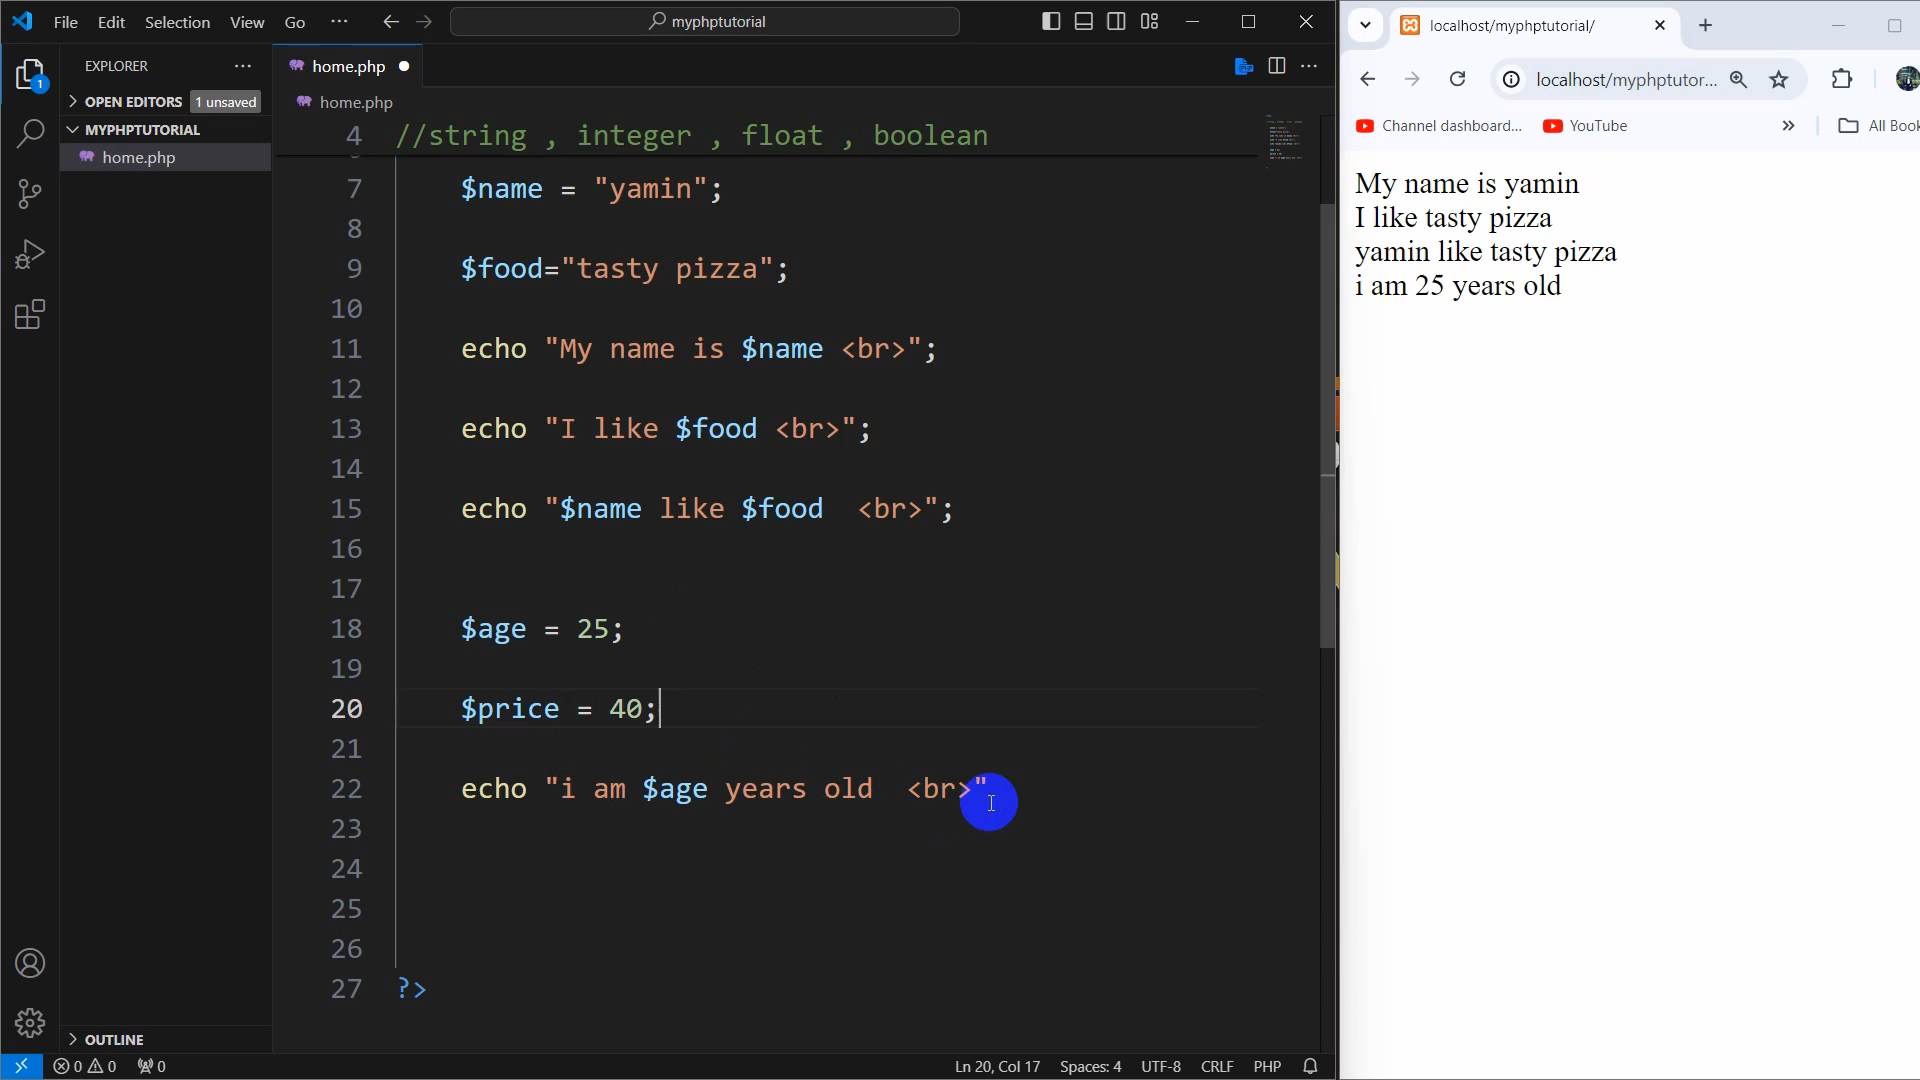 File Edit Selection View Go ··· myphptutorial
EXPLORER ···
OPEN EDITORS 1 unsaved
MYPHPTUTORIAL
home.php
1
home.php
home.php
4 //string , integer , float , boolean
7 $name = "yamin";
8
9 $food="tasty pizza";
10
11 echo "My name is $name <br>";
12
13 echo "I like $food <br>";
14
15 echo "$name like $food  <br>";
16
17
18 $age = 25;
19
20 $price = 40;
21
22 echo "i am $age years old  <br>"
23
24
25
26
27 ?>
OUTLINE
0 0 0 Ln 20, Col 17 Spaces: 4 UTF-8 CRLF PHP
localhost/myphptutorial/
localhost/myphptutor...
Channel dashboard... YouTube » All Book
My name is yamin
I like tasty pizza
yamin like tasty pizza
i am 25 years old